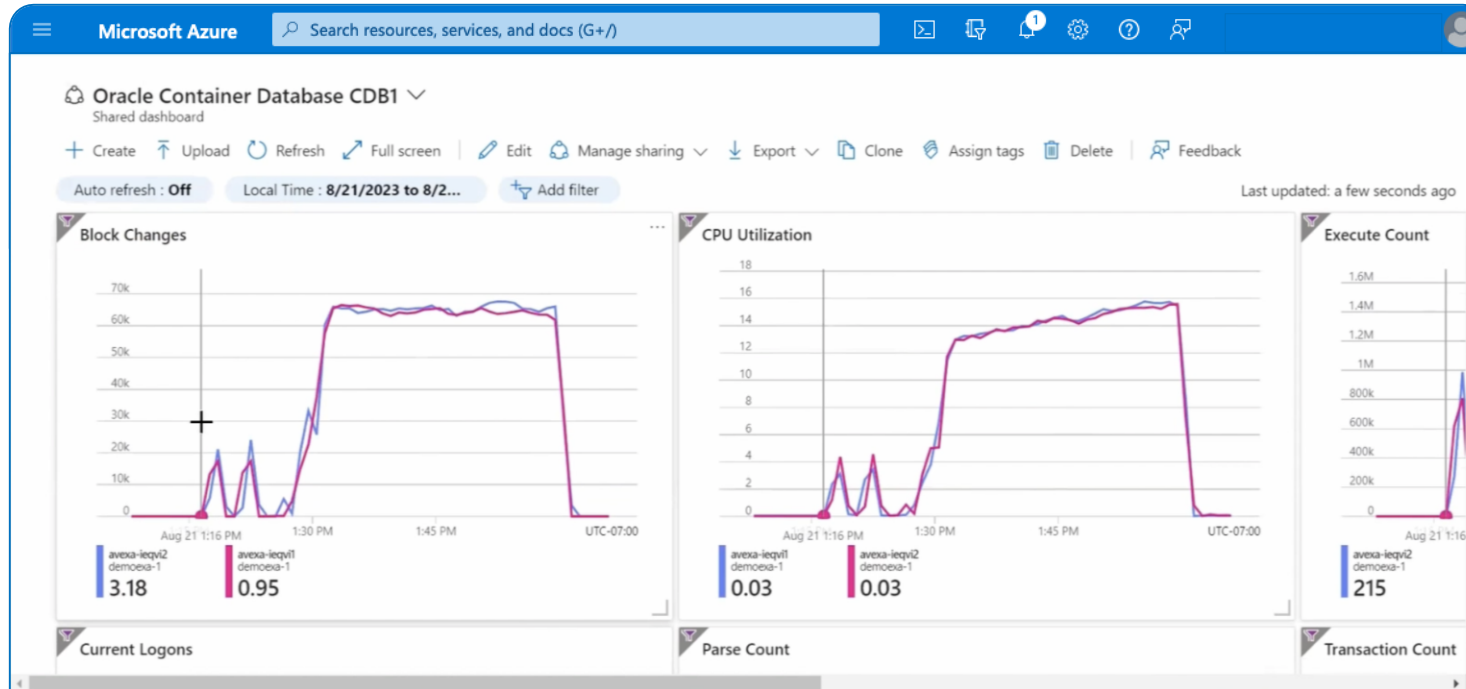 Microsoft Azure
Search resources, services, and docs (G+/)
1
Oracle Container Database CDB1
Shared dashboard
Create Upload Refresh Full screen Edit Manage sharing Export Clone Assign tags Delete Feedback
Auto refresh : Off Local Time : 8/21/2023 to 8/2... Add filter
Last updated: a few seconds ago
Block Changes
...
70k
60k
50k
40k
30k
20k
10k
0
Aug 21 1:16 PM 1:30 PM 1:45 PM UTC-07:00
avexa-ieqvi2
demoexa-1
3.18
avexa-ieqvi1
demoexa-1
0.95
CPU Utilization
18
16
14
12
10
8
6
4
2
0
Aug 21 1:16 PM 1:30 PM 1:45 PM UTC-07:00
avexa-ieqvi1
demoexa-1
0.03
avexa-ieqvi2
demoexa-1
0.03
Execute Count
1.6M
1.4M
1.2M
1M
800k
600k
400k
200k
0
Aug 21 1:16
avexa-ieqvi2
demoexa-1
215
Current Logons
Parse Count
Transaction Count